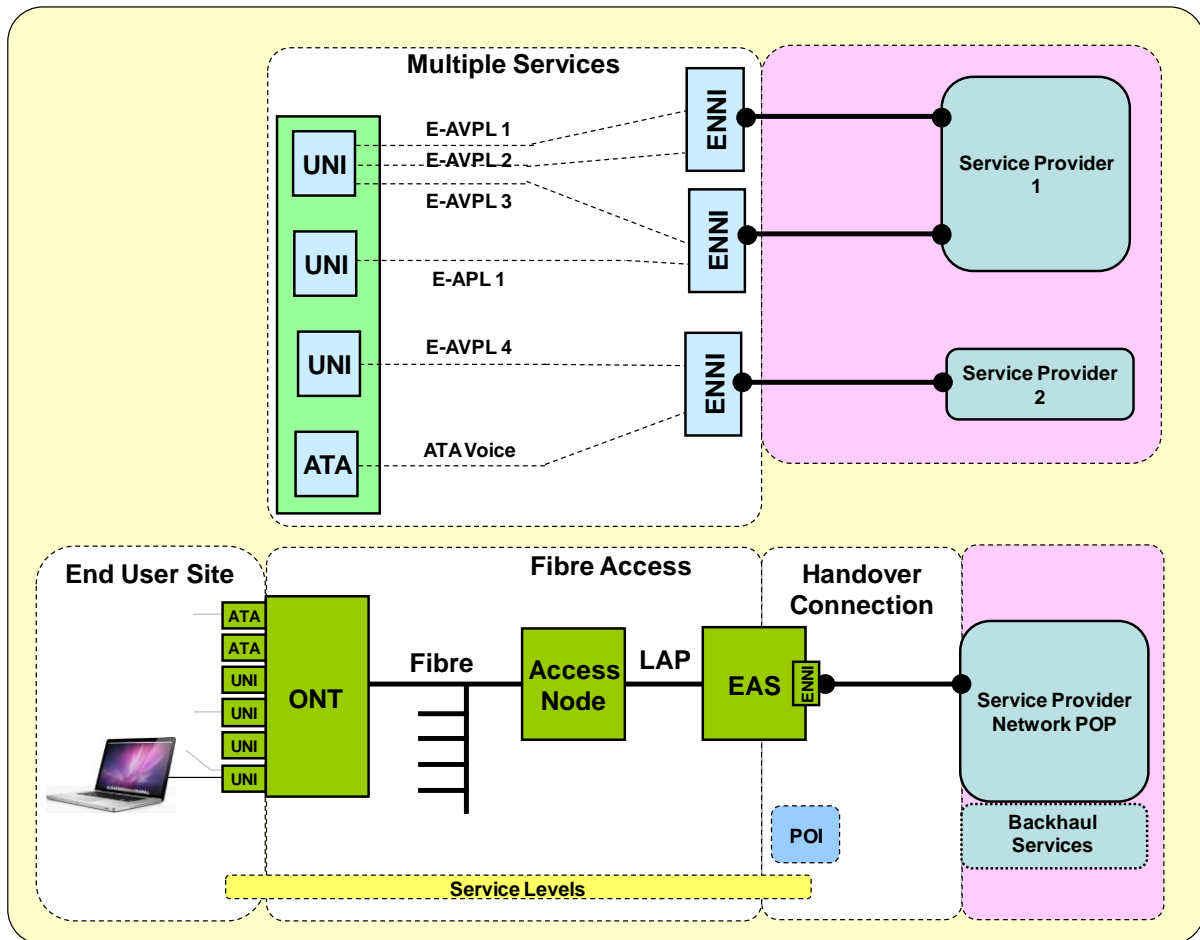 Multiple Services
UNI
UNI
UNI
ATA
E-AVPL 1
E-AVPL 2
E-AVPL 3
E-APL 1
E-AVPL 4
ATA Voice
ENNI
ENNI
ENNI
Service Provider
1
Service Provider
2
End User Site
Fibre Access
Handover
Connection
ATA
ATA
UNI
UNI
UNI
UNI
ONT
Fibre
Access
Node
LAP
EAS
ENNI
Service Provider
Network POP
POI
Backhaul
Services
Service Levels